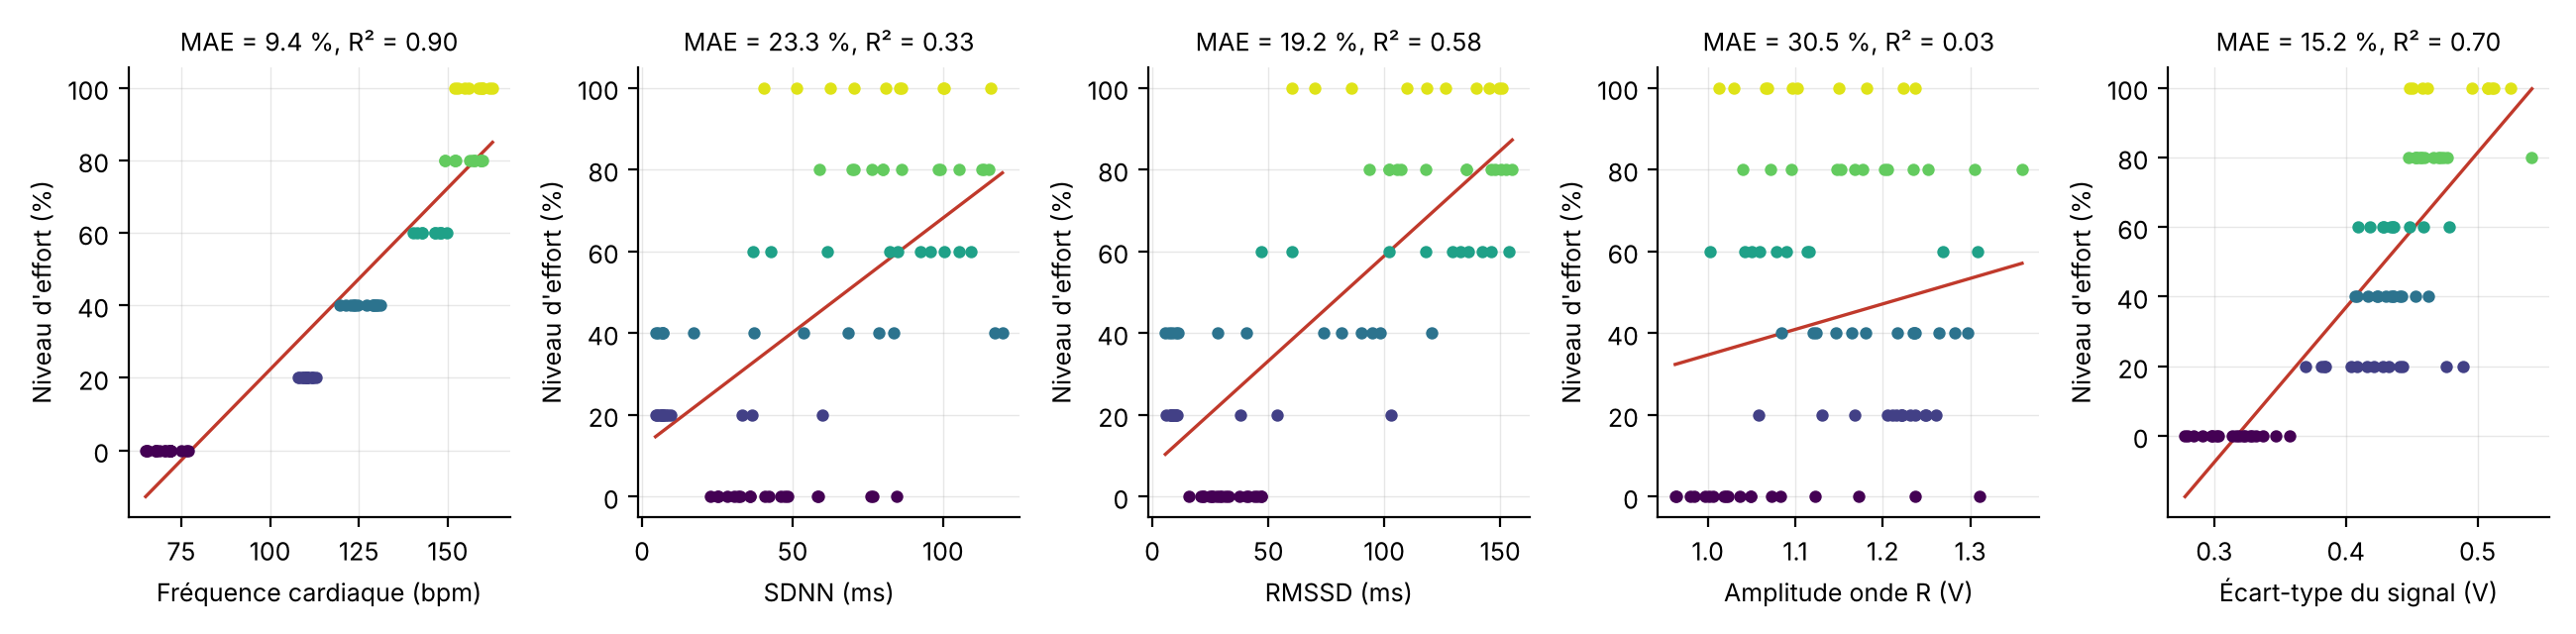 MAE = 9.4 %, R² = 0.90
Niveau d'effort (%)
100
80
60
40
20
0
75 100 125 150
Fréquence cardiaque (bpm)
MAE = 23.3 %, R² = 0.33
Niveau d'effort (%)
100
80
60
40
20
0
0 50 100
SDNN (ms)
MAE = 19.2 %, R² = 0.58
Niveau d'effort (%)
100
80
60
40
20
0
0 50 100 150
RMSSD (ms)
MAE = 30.5 %, R² = 0.03
Niveau d'effort (%)
100
80
60
40
20
0
1.0 1.1 1.2 1.3
Amplitude onde R (V)
MAE = 15.2 %, R² = 0.70
Niveau d'effort (%)
100
80
60
40
20
0
0.3 0.4 0.5
Écart-type du signal (V)